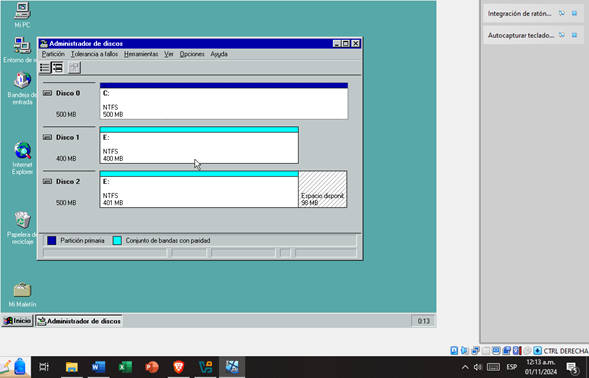 Mi PC
Entorno de r
Bandeja de
entrada
Internet
Explorer
Papelera de
reciclaje
Mi Maletín
Administrador de discos
Partición Tolerancia a fallos Herramientas Ver Opciones Ayuda
Disco 0
500 MB
C:
NTFS
500 MB
Disco 1
400 MB
E:
NTFS
400 MB
Disco 2
500 MB
E:
NTFS
401 MB
Espacio disponit
98 MB
Partición primaria Conjunto de bandas con paridad
Inicio Administrador de discos 0:13
Integración de ratón...
Autocapturar teclado...
CTRL DERECHA
ESP
12:13 a.m.
01/11/2024